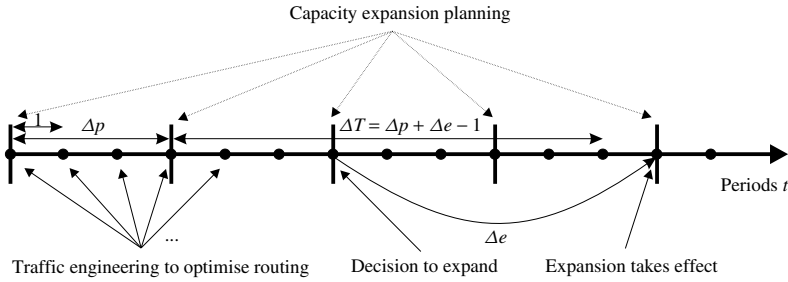 Capacity expansion planning
1
Δp
ΔT = Δp + Δe − 1
Periods t
...
Δe
Traffic engineering to optimise routing
Decision to expand
Expansion takes effect